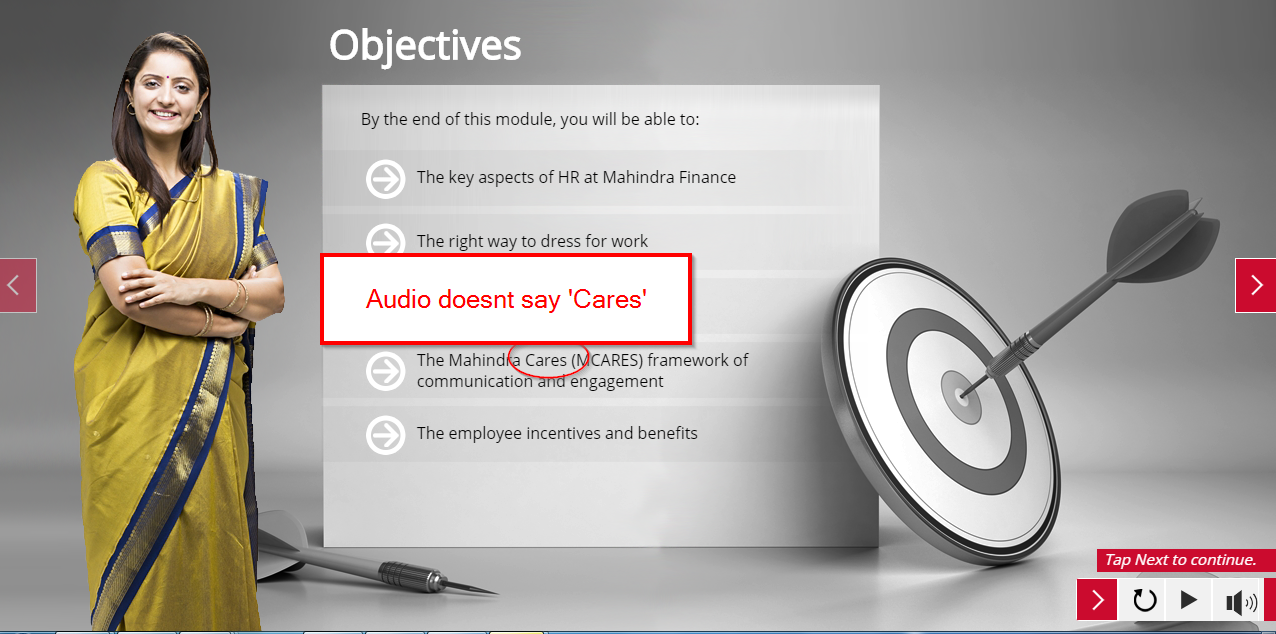 Objectives
By the end of this module, you will be able to:
The key aspects of HR at Mahindra Finance
The right way to dress for work
Audio doesnt say 'Cares'
The Mahindra Cares (MCARES) framework of
communication and engagement
The employee incentives and benefits
Tap Next to continue.